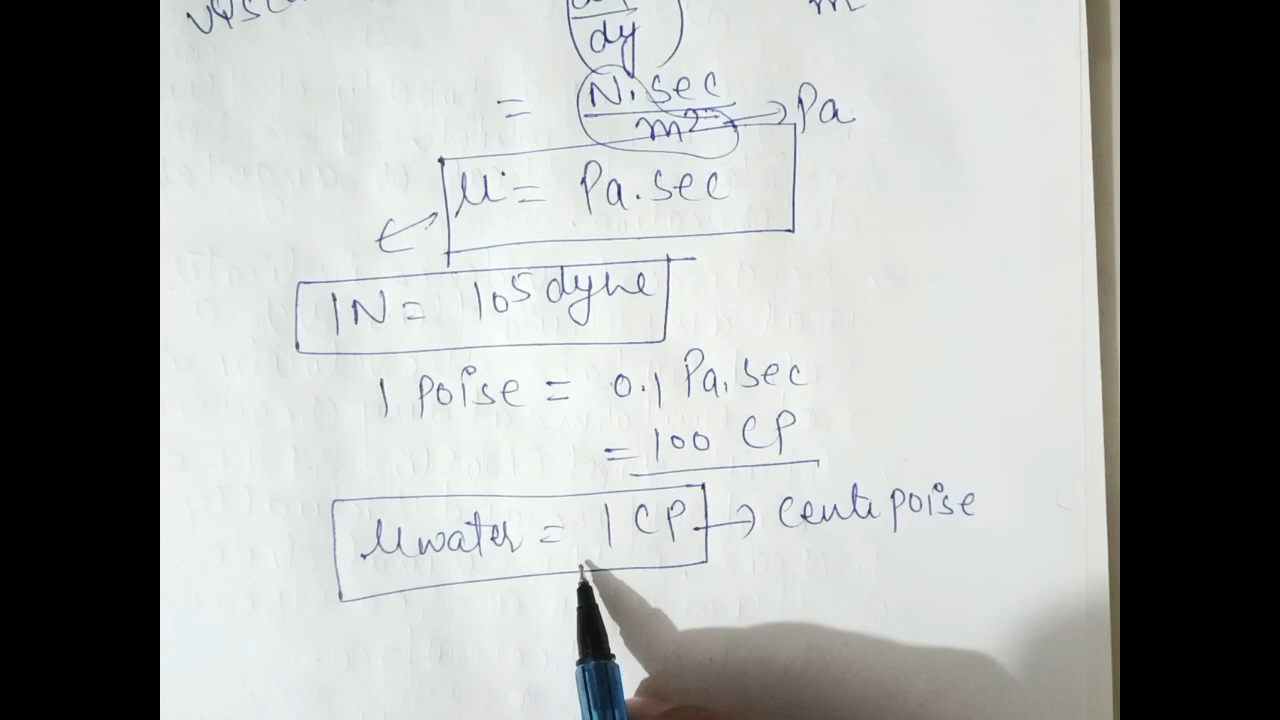 dy m
= N.sec / m² → Pa
μ = Pa.sec
1N = 10⁵ dyne
1 poise = 0.1 Pa.sec
= 100 CP
μwater = 1 CP → centipoise